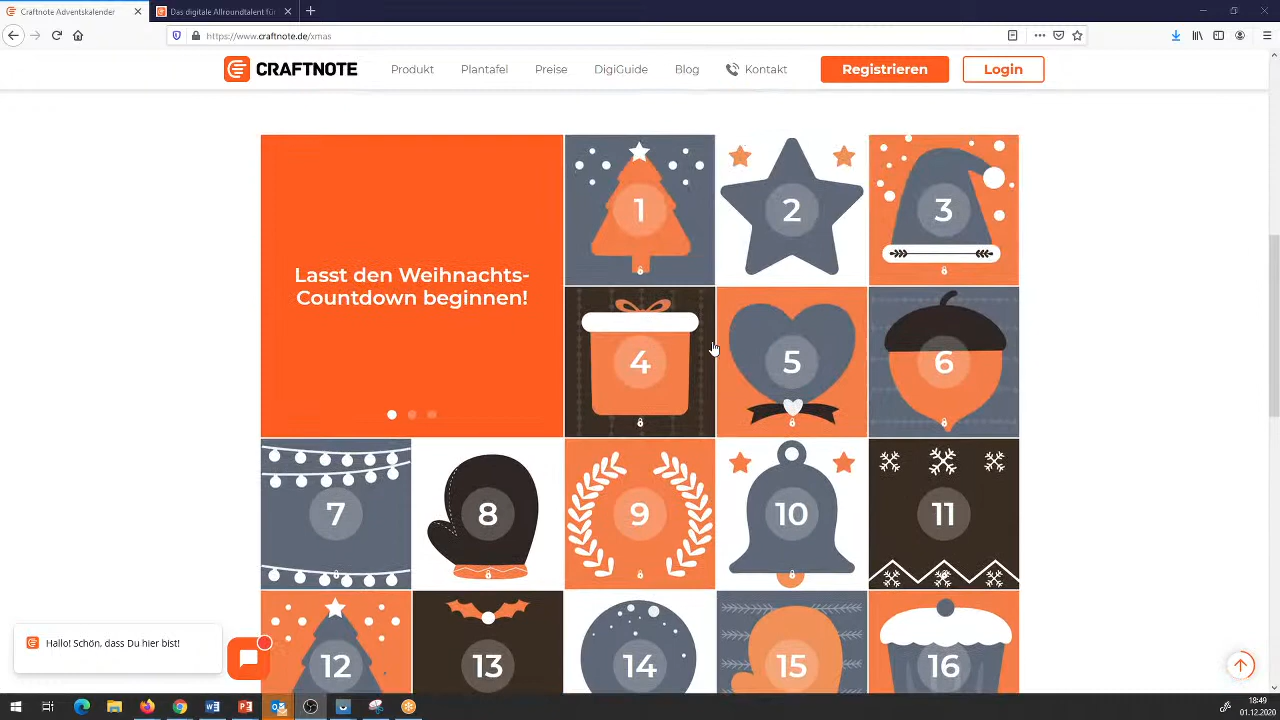 Craftnote Adventskalender
Das digitale Allroundtalent für
https://www.craftnote.de/xmas
CRAFTNOTE
Produkt
Plantafel
Preise
DigiGuide
Blog
Kontakt
Registrieren
Login
Lasst den Weihnachts-
Countdown beginnen!
1
2
3
4
5
6
7
8
9
10
11
12
13
14
15
16
Hallo! Schön, dass Du hier bist!
18:49
01.12.2020